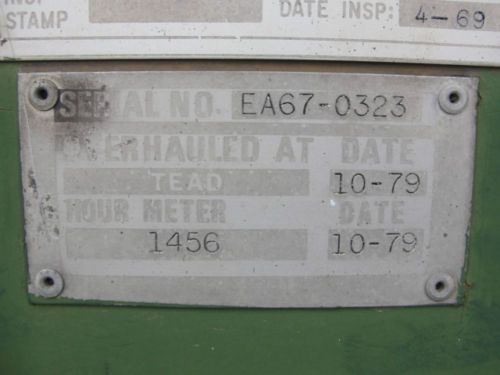 INSP
STAMP
DATE INSP: 4-69
SERIAL NO. EA67-0323
OVERHAULED AT DATE
TEAD 10-79
HOUR METER DATE
1456 10-79